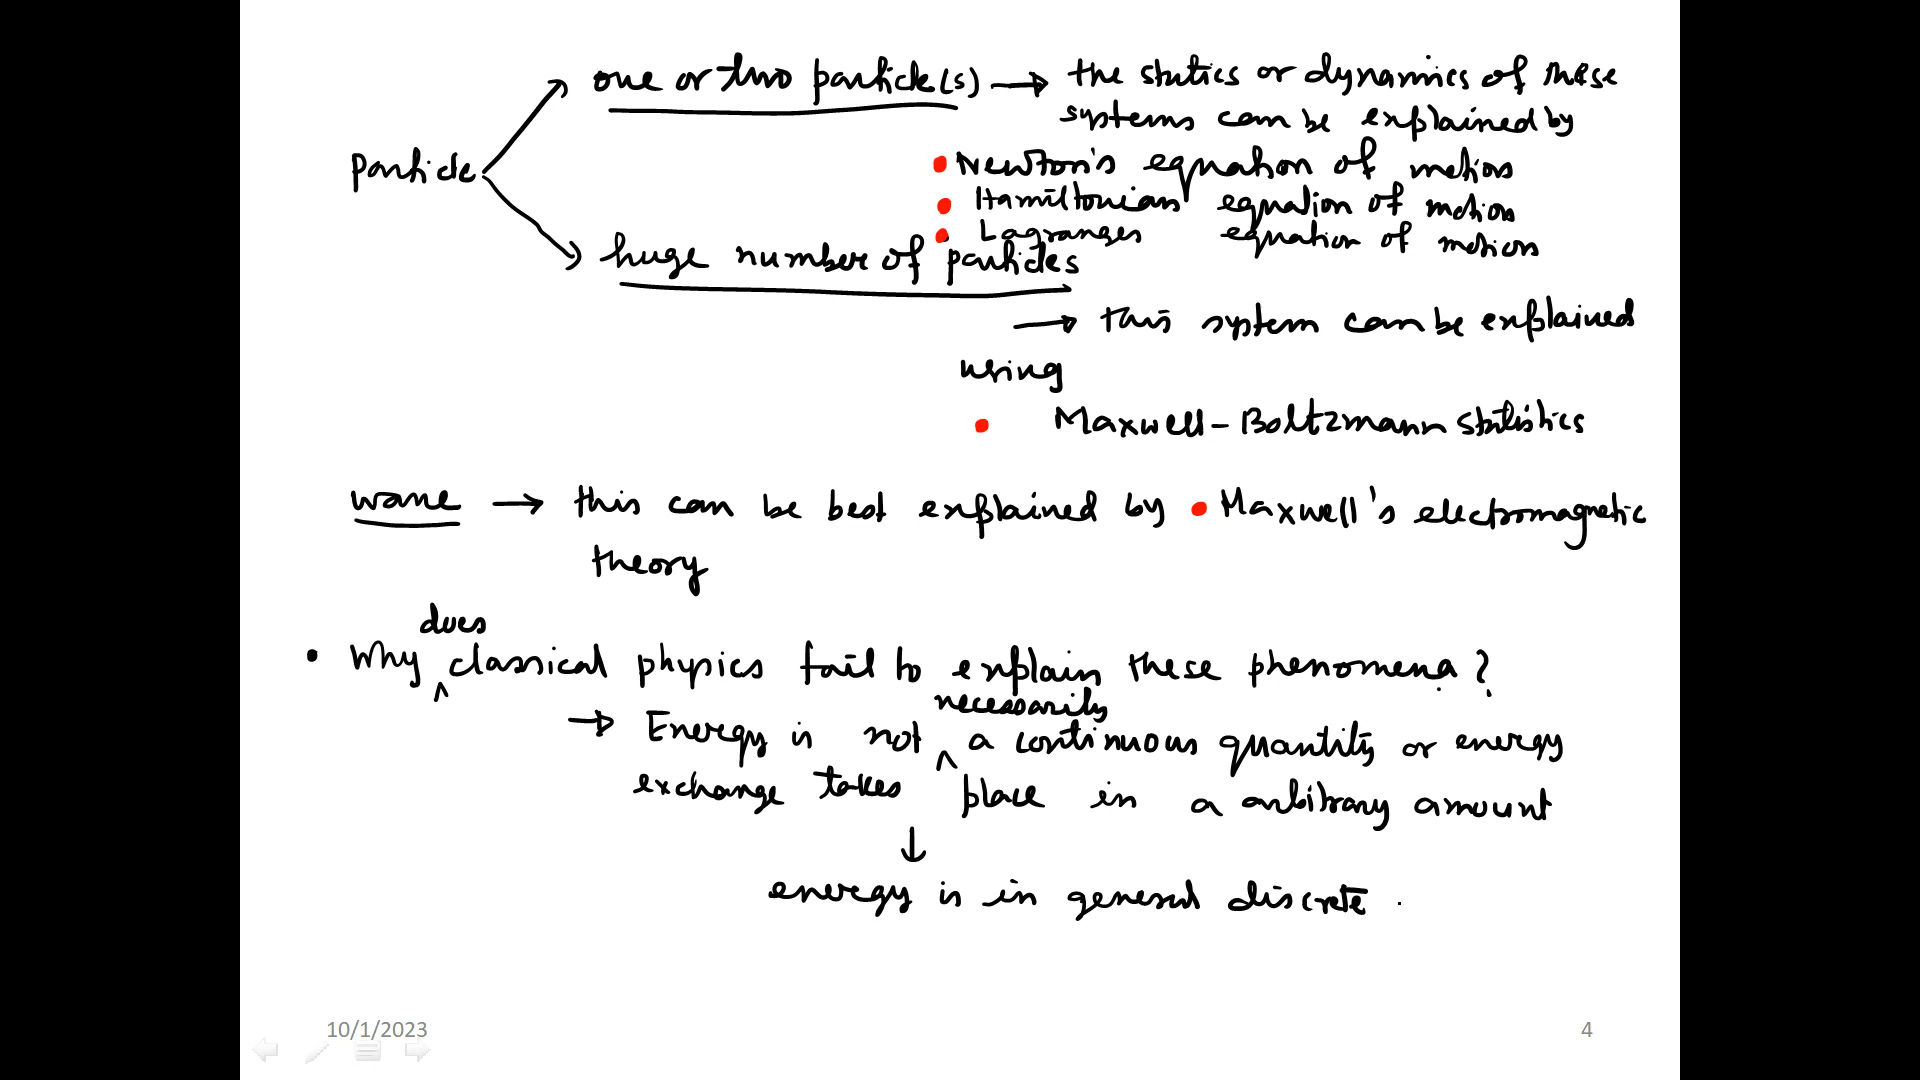 one or two particle(s) → the statics or dynamics of these
systems can be explained by
Particle
• Newton's equation of motion
• Hamiltonian equation of motion
• Lagranges equation of motion
huge number of particles
→ this system can be explained
using
• Maxwell-Boltzmann statistics
wave → this can be best explained by • Maxwell's electromagnetic
theory
does
• Why ^ classical physics fail to explain these phenomena?
necessarily
→ Energy is not ^ a continuous quantity or energy
exchange takes place in a arbitrary amount
↓
energy is in general discrete.
10/1/2023
4